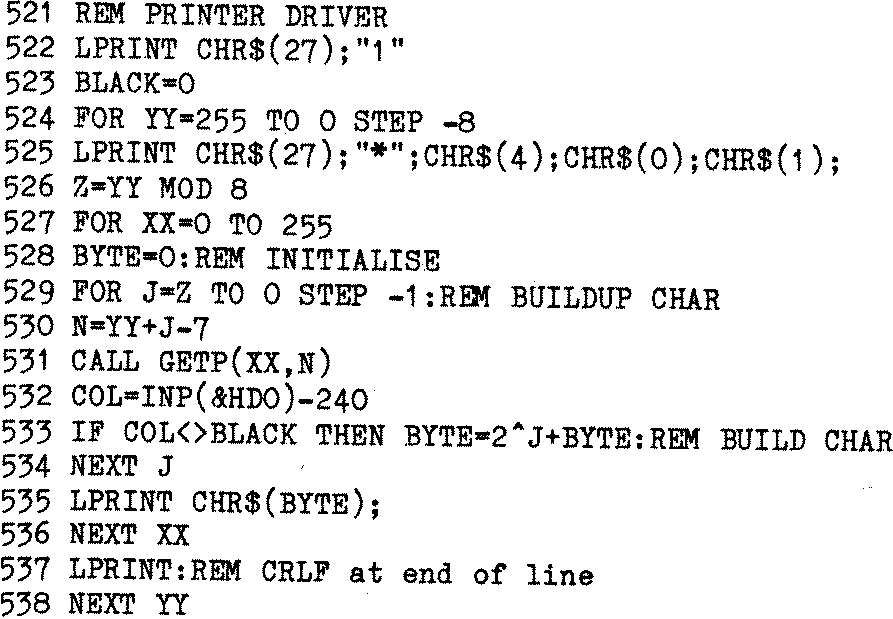 521 REM PRINTER DRIVER
522 LPRINT CHR$(27);"1"
523 BLACK=0
524 FOR YY=255 TO 0 STEP -8
525 LPRINT CHR$(27);"*";CHR$(4);CHR$(0);CHR$(1);
526 Z=YY MOD 8
527 FOR XX=0 TO 255
528 BYTE=0:REM INITIALISE
529 FOR J=Z TO 0 STEP -1:REM BUILDUP CHAR
530 N=YY+J-7
531 CALL GETP(XX,N)
532 COL=INP(&HD0)-240
533 IF COL<>BLACK THEN BYTE=2^J+BYTE:REM BUILD CHAR
534 NEXT J
535 LPRINT CHR$(BYTE);
536 NEXT XX
537 LPRINT:REM CRLF at end of line
538 NEXT YY